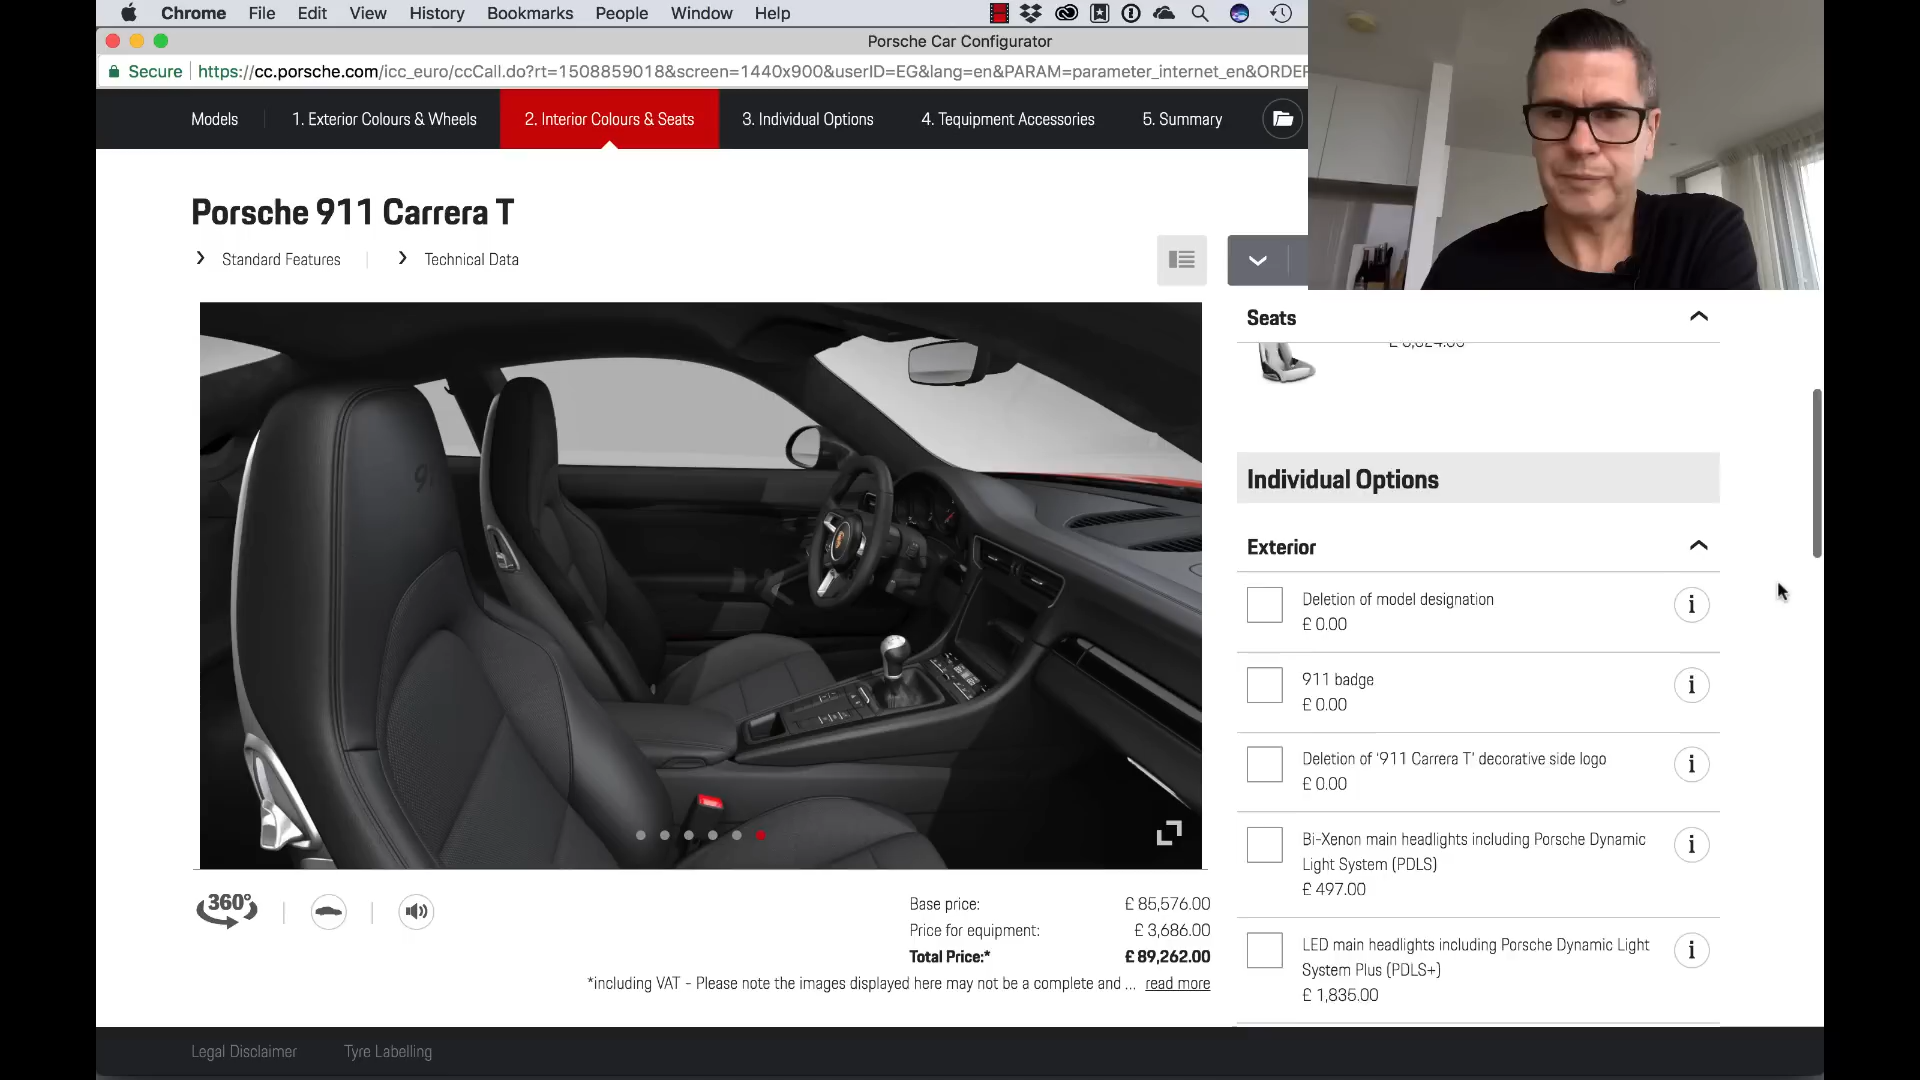 Chrome File Edit View History Bookmarks People Window Help
Porsche Car Configurator
Secure https://cc.porsche.com/icc_euro/ccCall.do?rt=1508859018&screen=1440x900&userID=EG&lang=en&PARAM=parameter_internet_en&ORDER
Models 1. Exterior Colours & Wheels 2. Interior Colours & Seats 3. Individual Options 4. Tequipment Accessories 5. Summary
Porsche 911 Carrera T
Standard Features Technical Data
Seats
Individual Options
Exterior
Deletion of model designation
£ 0.00
911 badge
£ 0.00
Deletion of ‘911 Carrera T’ decorative side logo
£ 0.00
Bi-Xenon main headlights including Porsche Dynamic
Light System (PDLS)
£ 497.00
LED main headlights including Porsche Dynamic Light
System Plus (PDLS+)
£ 1,835.00
360°
Base price: £ 85,576.00
Price for equipment: £ 3,686.00
Total Price:* £ 89,262.00
*including VAT - Please note the images displayed here may not be a complete and ... read more
Legal Disclaimer Tyre Labelling